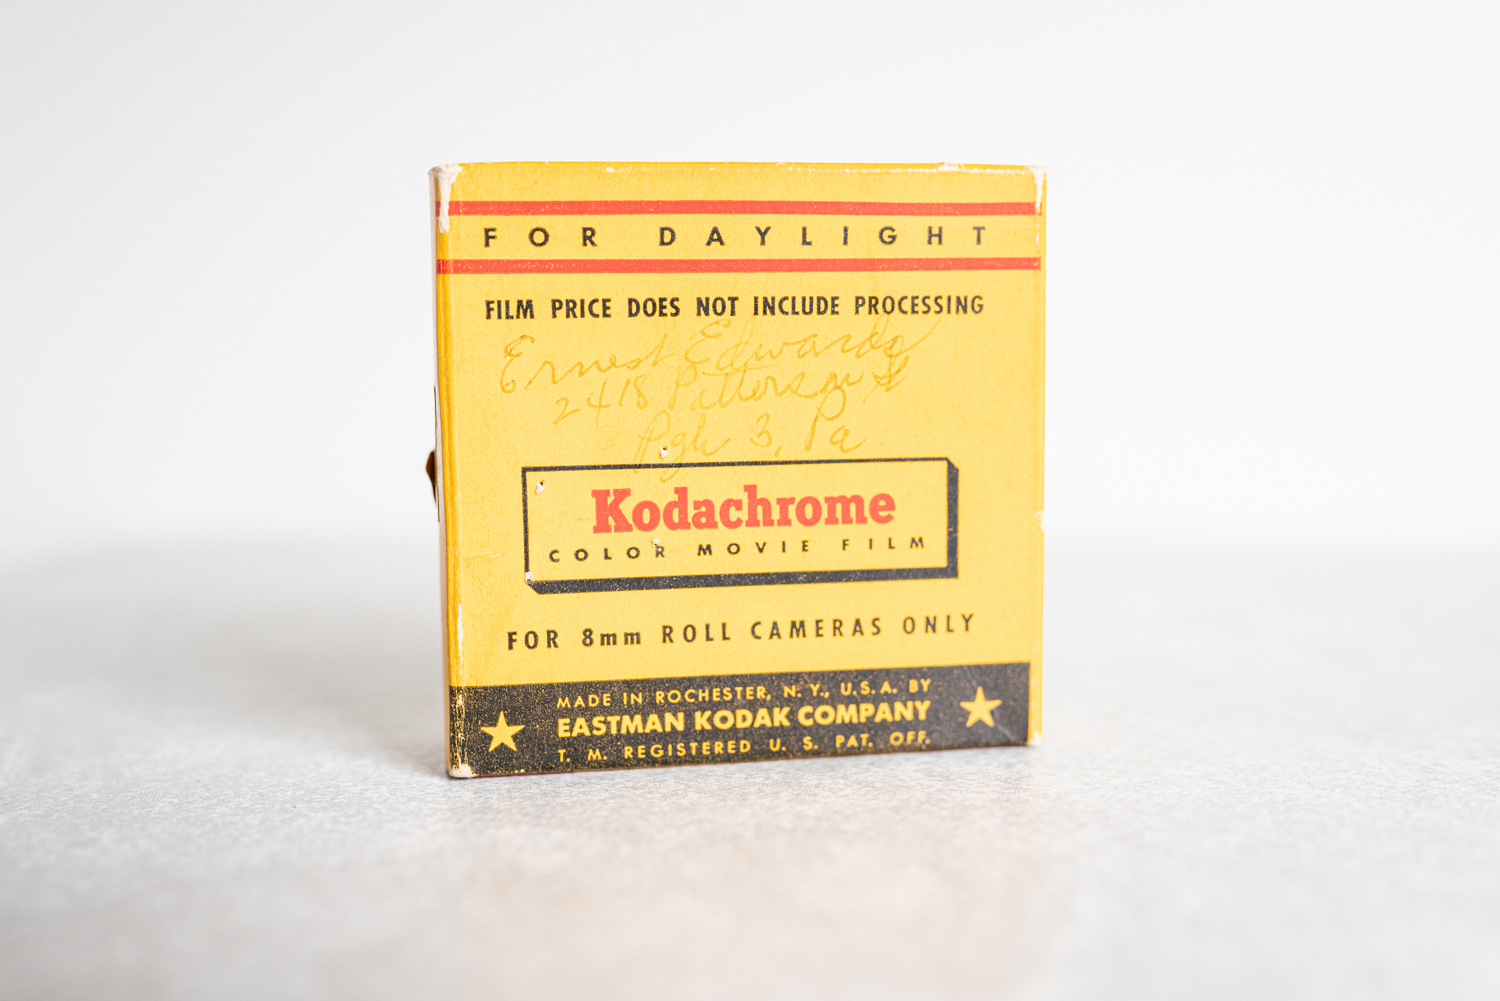 FOR DAYLIGHT
FILM PRICE DOES NOT INCLUDE PROCESSING
Ernest Edwards
2418 Patterson St
Pgh 3, Pa
Kodachrome
COLOR MOVIE FILM
FOR 8mm ROLL CAMERAS ONLY
MADE IN ROCHESTER, N. Y., U.S.A. BY
EASTMAN KODAK COMPANY
T. M. REGISTERED U. S. PAT. OFF.